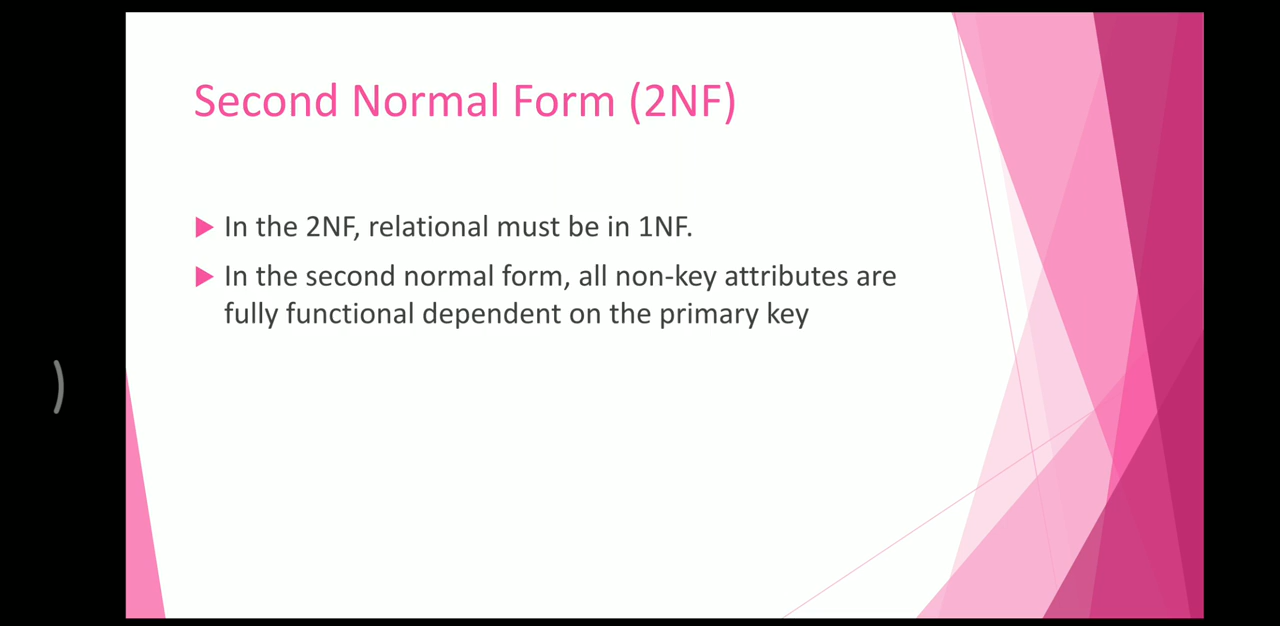 Second Normal Form (2NF)
In the 2NF, relational must be in 1NF.
In the second normal form, all non-key attributes are
fully functional dependent on the primary key